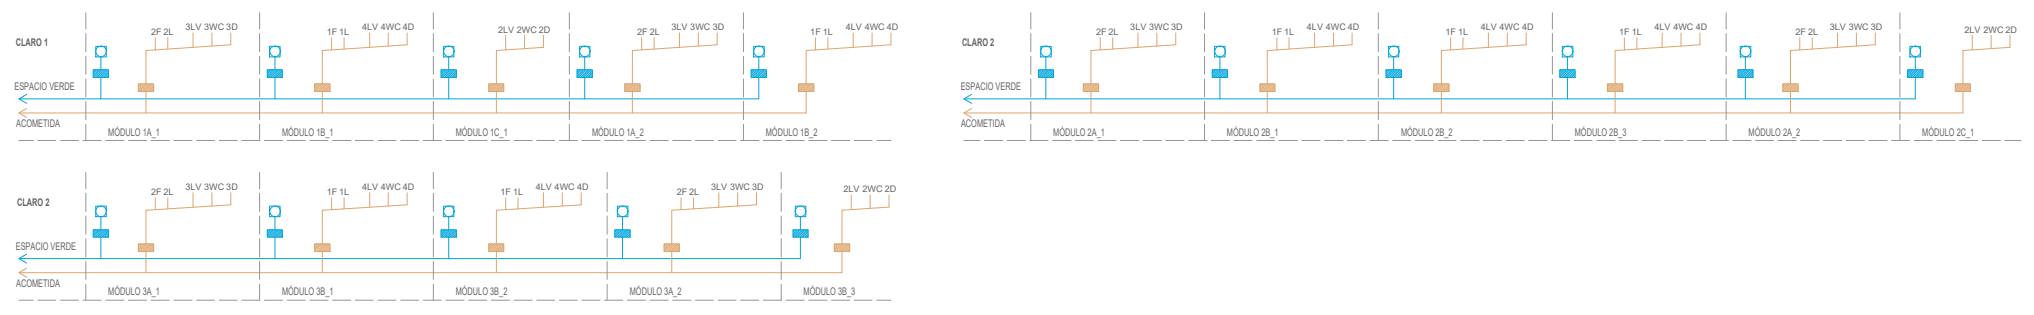 CLARO 1
2F 2L 3LV 3WC 3D
1F 1L 4LV 4WC 4D
2LV 2WC 2D
2F 2L 3LV 3WC 3D
1F 1L 4LV 4WC 4D
ESPACIO VERDE
ACOMETIDA
MÓDULO 1A_1
MÓDULO 1B_1
MÓDULO 1C_1
MÓDULO 1A_2
MÓDULO 1B_2
CLARO 2
2F 2L 3LV 3WC 3D
1F 1L 4LV 4WC 4D
1F 1L 4LV 4WC 4D
1F 1L 4LV 4WC 4D
2F 2L 3LV 3WC 3D
2LV 2WC 2D
ESPACIO VERDE
ACOMETIDA
MÓDULO 2A_1
MÓDULO 2B_1
MÓDULO 2B_2
MÓDULO 2B_3
MÓDULO 2A_2
MÓDULO 2C_1
CLARO 2
2F 2L 3LV 3WC 3D
1F 1L 4LV 4WC 4D
1F 1L 4LV 4WC 4D
2F 2L 3LV 3WC 3D
2LV 2WC 2D
ESPACIO VERDE
ACOMETIDA
MÓDULO 3A_1
MÓDULO 3B_1
MÓDULO 3B_2
MÓDULO 3A_2
MÓDULO 3B_3